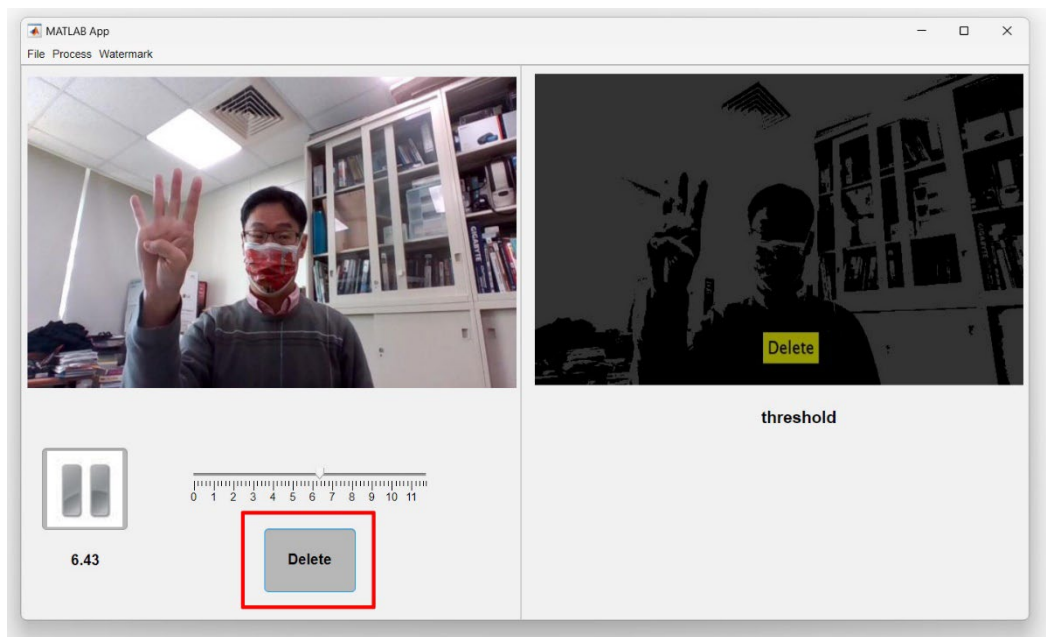 MATLAB App
File Process Watermark
GIGABYTE
Delete
threshold
0 1 2 3 4 5 6 7 8 9 10 11
6.43
Delete